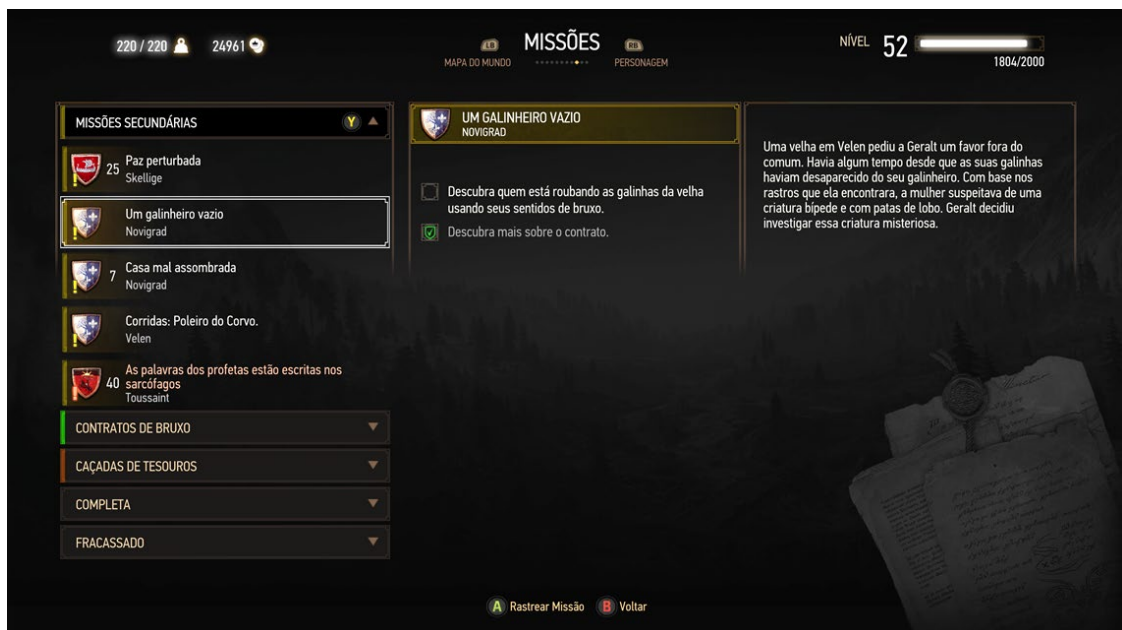 220 / 220
24961
LB
MISSÕES
RB
MAPA DO MUNDO
PERSONAGEM
NÍVEL 52
1804/2000
MISSÕES SECUNDÁRIAS
Y
25
Paz perturbada
Skellige
Um galinheiro vazio
Novigrad
7
Casa mal assombrada
Novigrad
Corridas: Poleiro do Corvo.
Velen
40
As palavras dos profetas estão escritas nos
sarcófagos
Toussaint
CONTRATOS DE BRUXO
CAÇADAS DE TESOUROS
COMPLETA
FRACASSADO
UM GALINHEIRO VAZIO
NOVIGRAD
Descubra quem está roubando as galinhas da velha
usando seus sentidos de bruxo.
Descubra mais sobre o contrato.
Uma velha em Velen pediu a Geralt um favor fora do
comum. Havia algum tempo desde que as suas galinhas
haviam desaparecido do seu galinheiro. Com base nos
rastros que ela encontrara, a mulher suspeitava de uma
criatura bípede e com patas de lobo. Geralt decidiu
investigar essa criatura misteriosa.
A Rastrear Missão
B Voltar